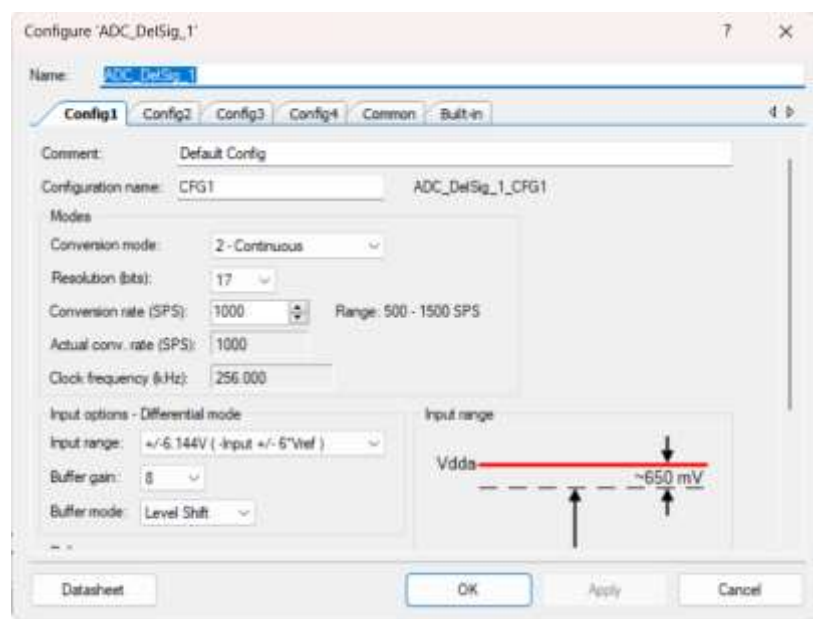 Configure 'ADC_DelSig_1'
?
Name: ADC_DelSig_1
Config1 Config2 Config3 Config4 Common Built-in
Comment: Default Config
Configuration name: CFG1 ADC_DelSig_1_CFG1
Modes
Conversion mode: 2 - Continuous
Resolution (bits): 17
Conversion rate (SPS): 1000 Range: 500 - 1500 SPS
Actual conv. rate (SPS): 1000
Clock frequency (kHz): 256.000
Input options - Differential mode Input range
Input range: +/-6.144V ( -Input +/- 6*Vref )
Vdda
~650 mV
Buffer gain: 8
Buffer mode: Level Shift
Datasheet OK Apply Cancel